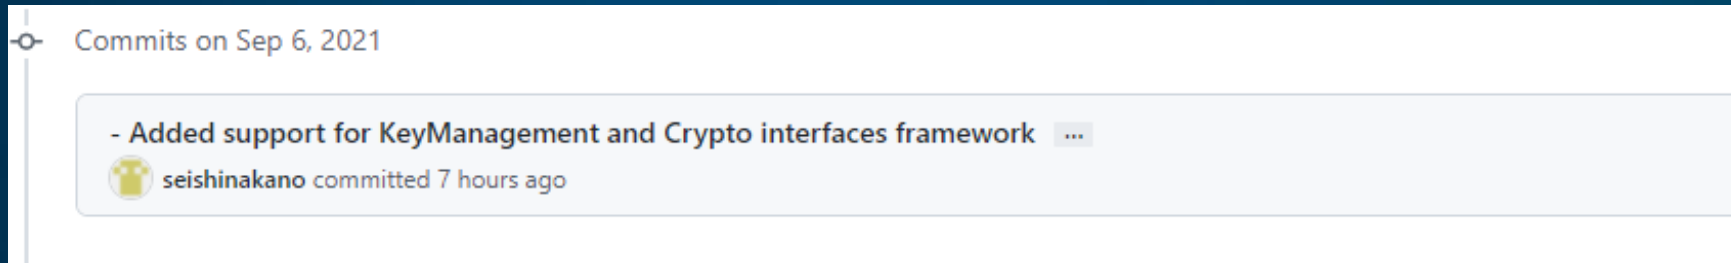 Commits on Sep 6, 2021
- Added support for KeyManagement and Crypto interfaces framework ...
seishinakano committed 7 hours ago